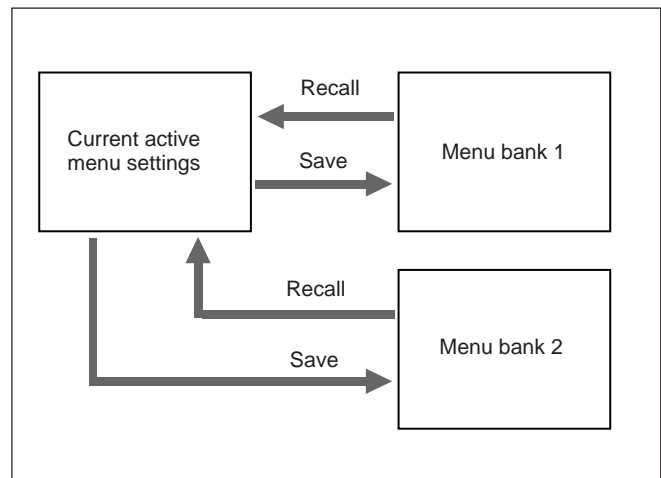 Recall
Current active
menu settings
Save
Menu bank 1
Recall
Save
Menu bank 2